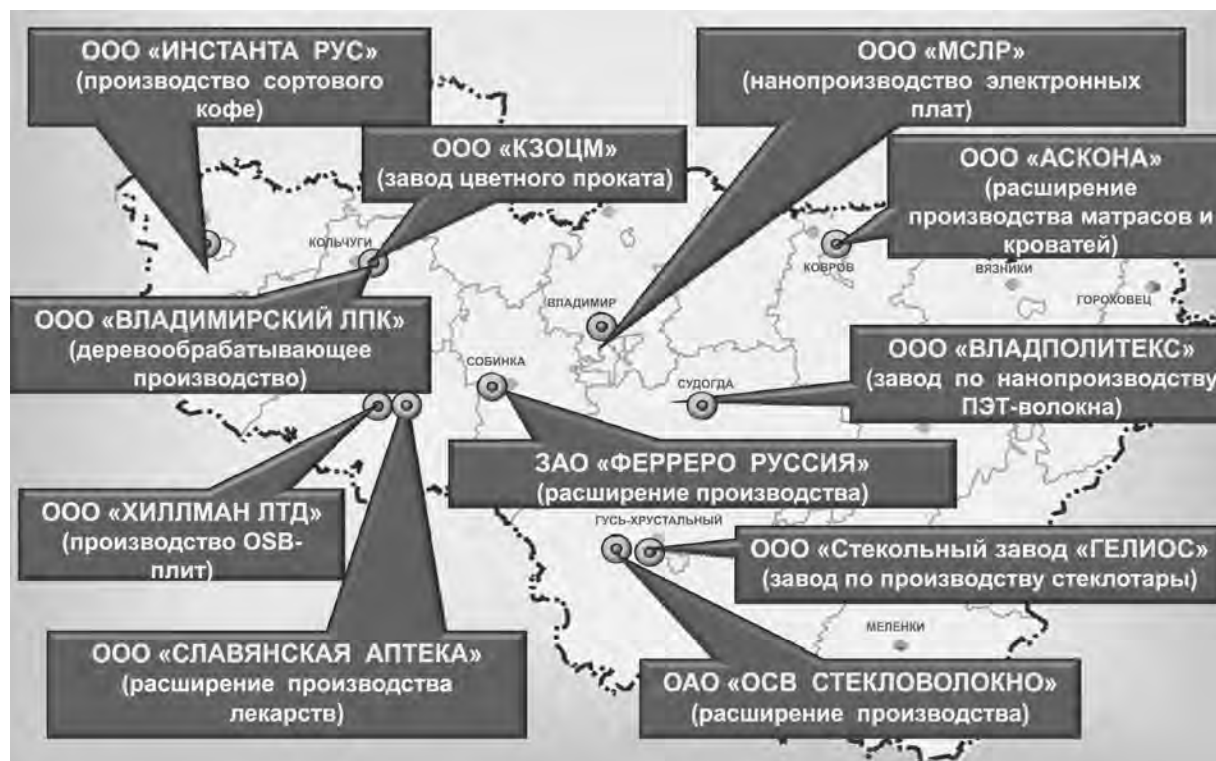 ООО «ИНСТАНТА РУС»
(производство сортового
кофе)
ООО «МСЛР»
(нанопроизводство электронных
плат)
ООО «КЗОЦМ»
(завод цветного проката)
ООО «АСКОНА»
(расширение
производства матрасов и
кроватей)
КОЛЬЧУГИ
КОВРОВ
ВЯЗНИКИ
ГОРОХОВЕЦ
ВЛАДИМИР
ООО «ВЛАДИМИРСКИЙ ЛПК»
(деревообрабатывающее
производство)
СОБИНКА
СУДОГДА
ООО «ВЛАДПОЛИТЕКС»
(завод по нанопроизводству
ПЭТ-волокна)
ЗАО «ФЕРРЕРО РУССИЯ»
(расширение производства)
ООО «ХИЛЛМАН ЛТД»
(производство OSB-
плит)
ГУСЬ-ХРУСТАЛЬНЫЙ
ООО «Стекольный завод «ГЕЛИОС»
(завод по производству стеклотары)
МЕЛЕНКИ
ООО «СЛАВЯНСКАЯ АПТЕКА»
(расширение производства
лекарств)
ОАО «ОСВ СТЕКЛОВОЛОКНО»
(расширение производства)